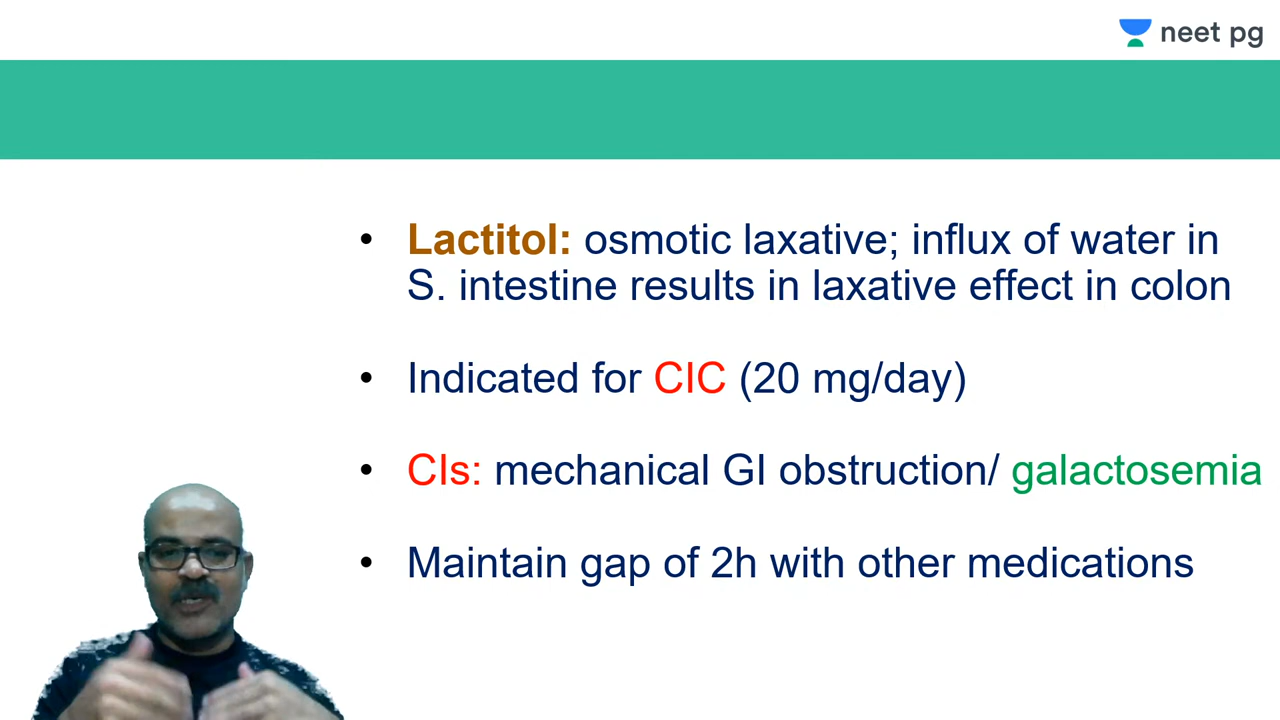 neet pg
• Lactitol: osmotic laxative; influx of water in
S. intestine results in laxative effect in colon
• Indicated for CIC (20 mg/day)
• CIs: mechanical GI obstruction/ galactosemia
• Maintain gap of 2h with other medications